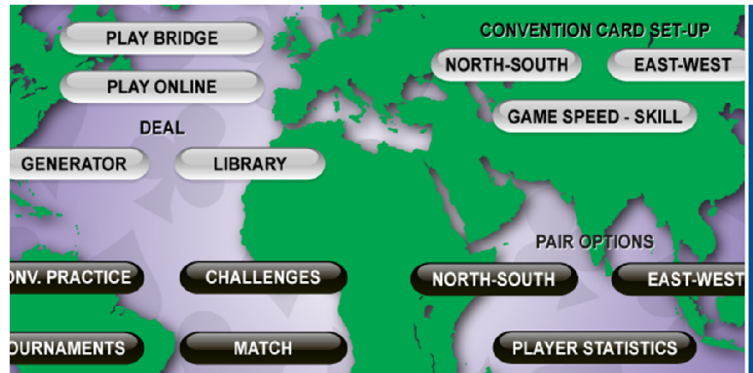 PLAY BRIDGE
PLAY ONLINE
DEAL
GENERATOR
LIBRARY
CONVENTION CARD SET-UP
NORTH-SOUTH
EAST-WEST
GAME SPEED - SKILL
PAIR OPTIONS
ONV. PRACTICE
CHALLENGES
NORTH-SOUTH
EAST-WEST
OURNAMENTS
MATCH
PLAYER STATISTICS